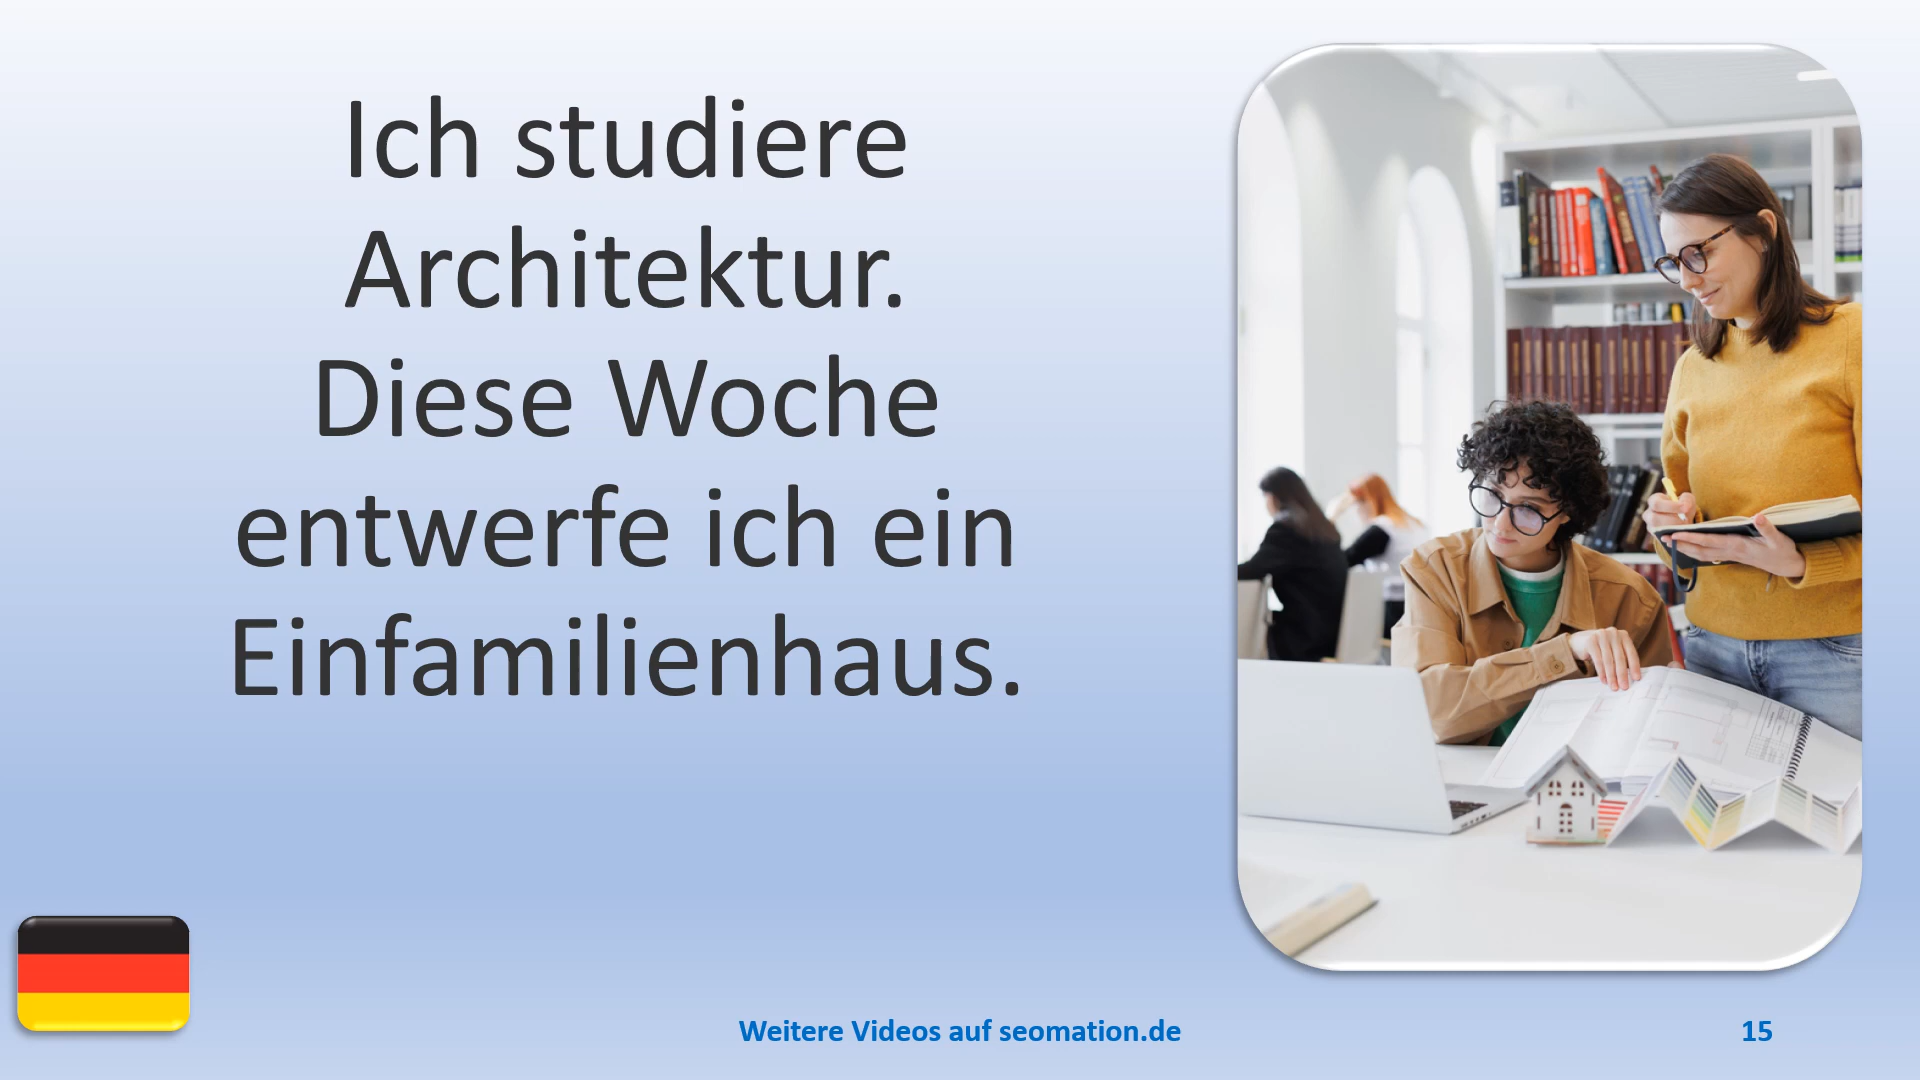 Ich studiere
Architektur.
Diese Woche
entwerfe ich ein
Einfamilienhaus.
Weitere Videos auf seomation.de
15